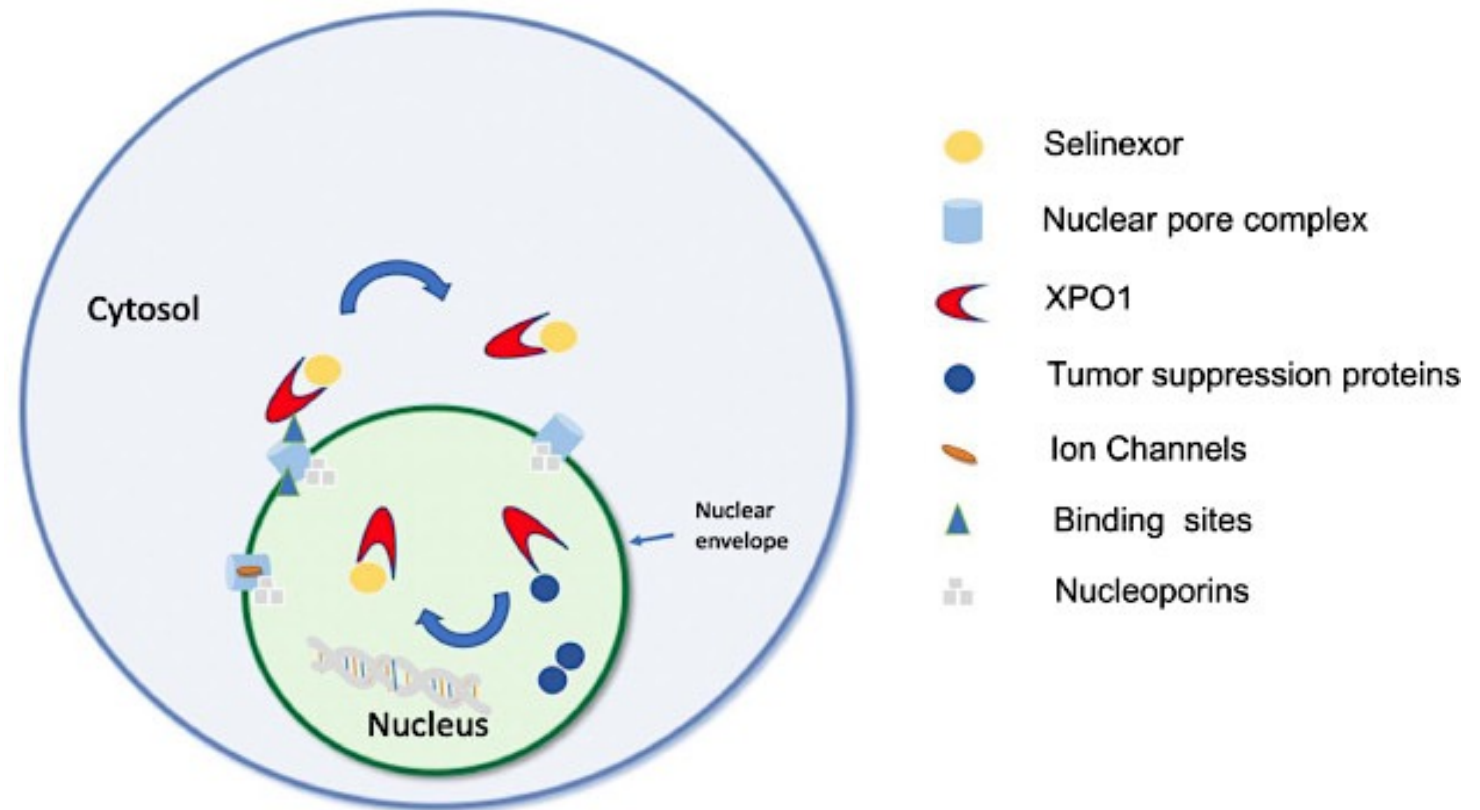 Cytosol
Nuclear
envelope
Nucleus
Selinexor
Nuclear pore complex
XPO1
Tumor suppression proteins
Ion Channels
Binding sites
Nucleoporins